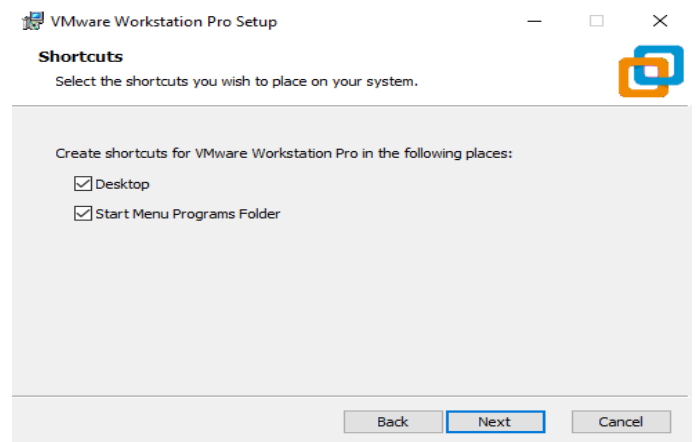 VMware Workstation Pro Setup
Shortcuts
Select the shortcuts you wish to place on your system.
Create shortcuts for VMware Workstation Pro in the following places:
Desktop
Start Menu Programs Folder
Back Next Cancel